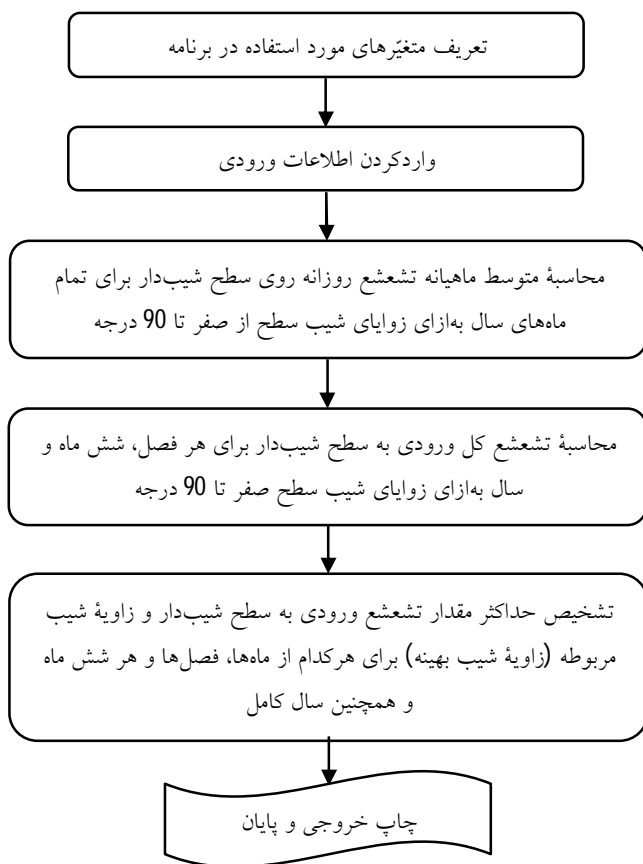 تعریف متغیّرهای مورد استفاده در برنامه
واردکردن اطلاعات ورودی
محاسبۀ متوسط ماهیانه تشعشع روزانه روی سطح شیب‌دار برای تمام
ماه‌های سال به‌ازای زوایای شیب سطح از صفر تا 90 درجه
محاسبۀ تشعشع کل ورودی به سطح شیب‌دار برای هر فصل، شش ماه و
سال به‌ازای زوایای شیب سطح صفر تا 90 درجه
تشخیص حداکثر مقدار تشعشع ورودی به سطح شیب‌دار و زاویۀ شیب
مربوطه (زاویۀ شیب بهینه) برای هرکدام از ماه‌ها، فصل‌ها و هر شش ماه
و همچنین سال کامل
چاپ خروجی و پایان